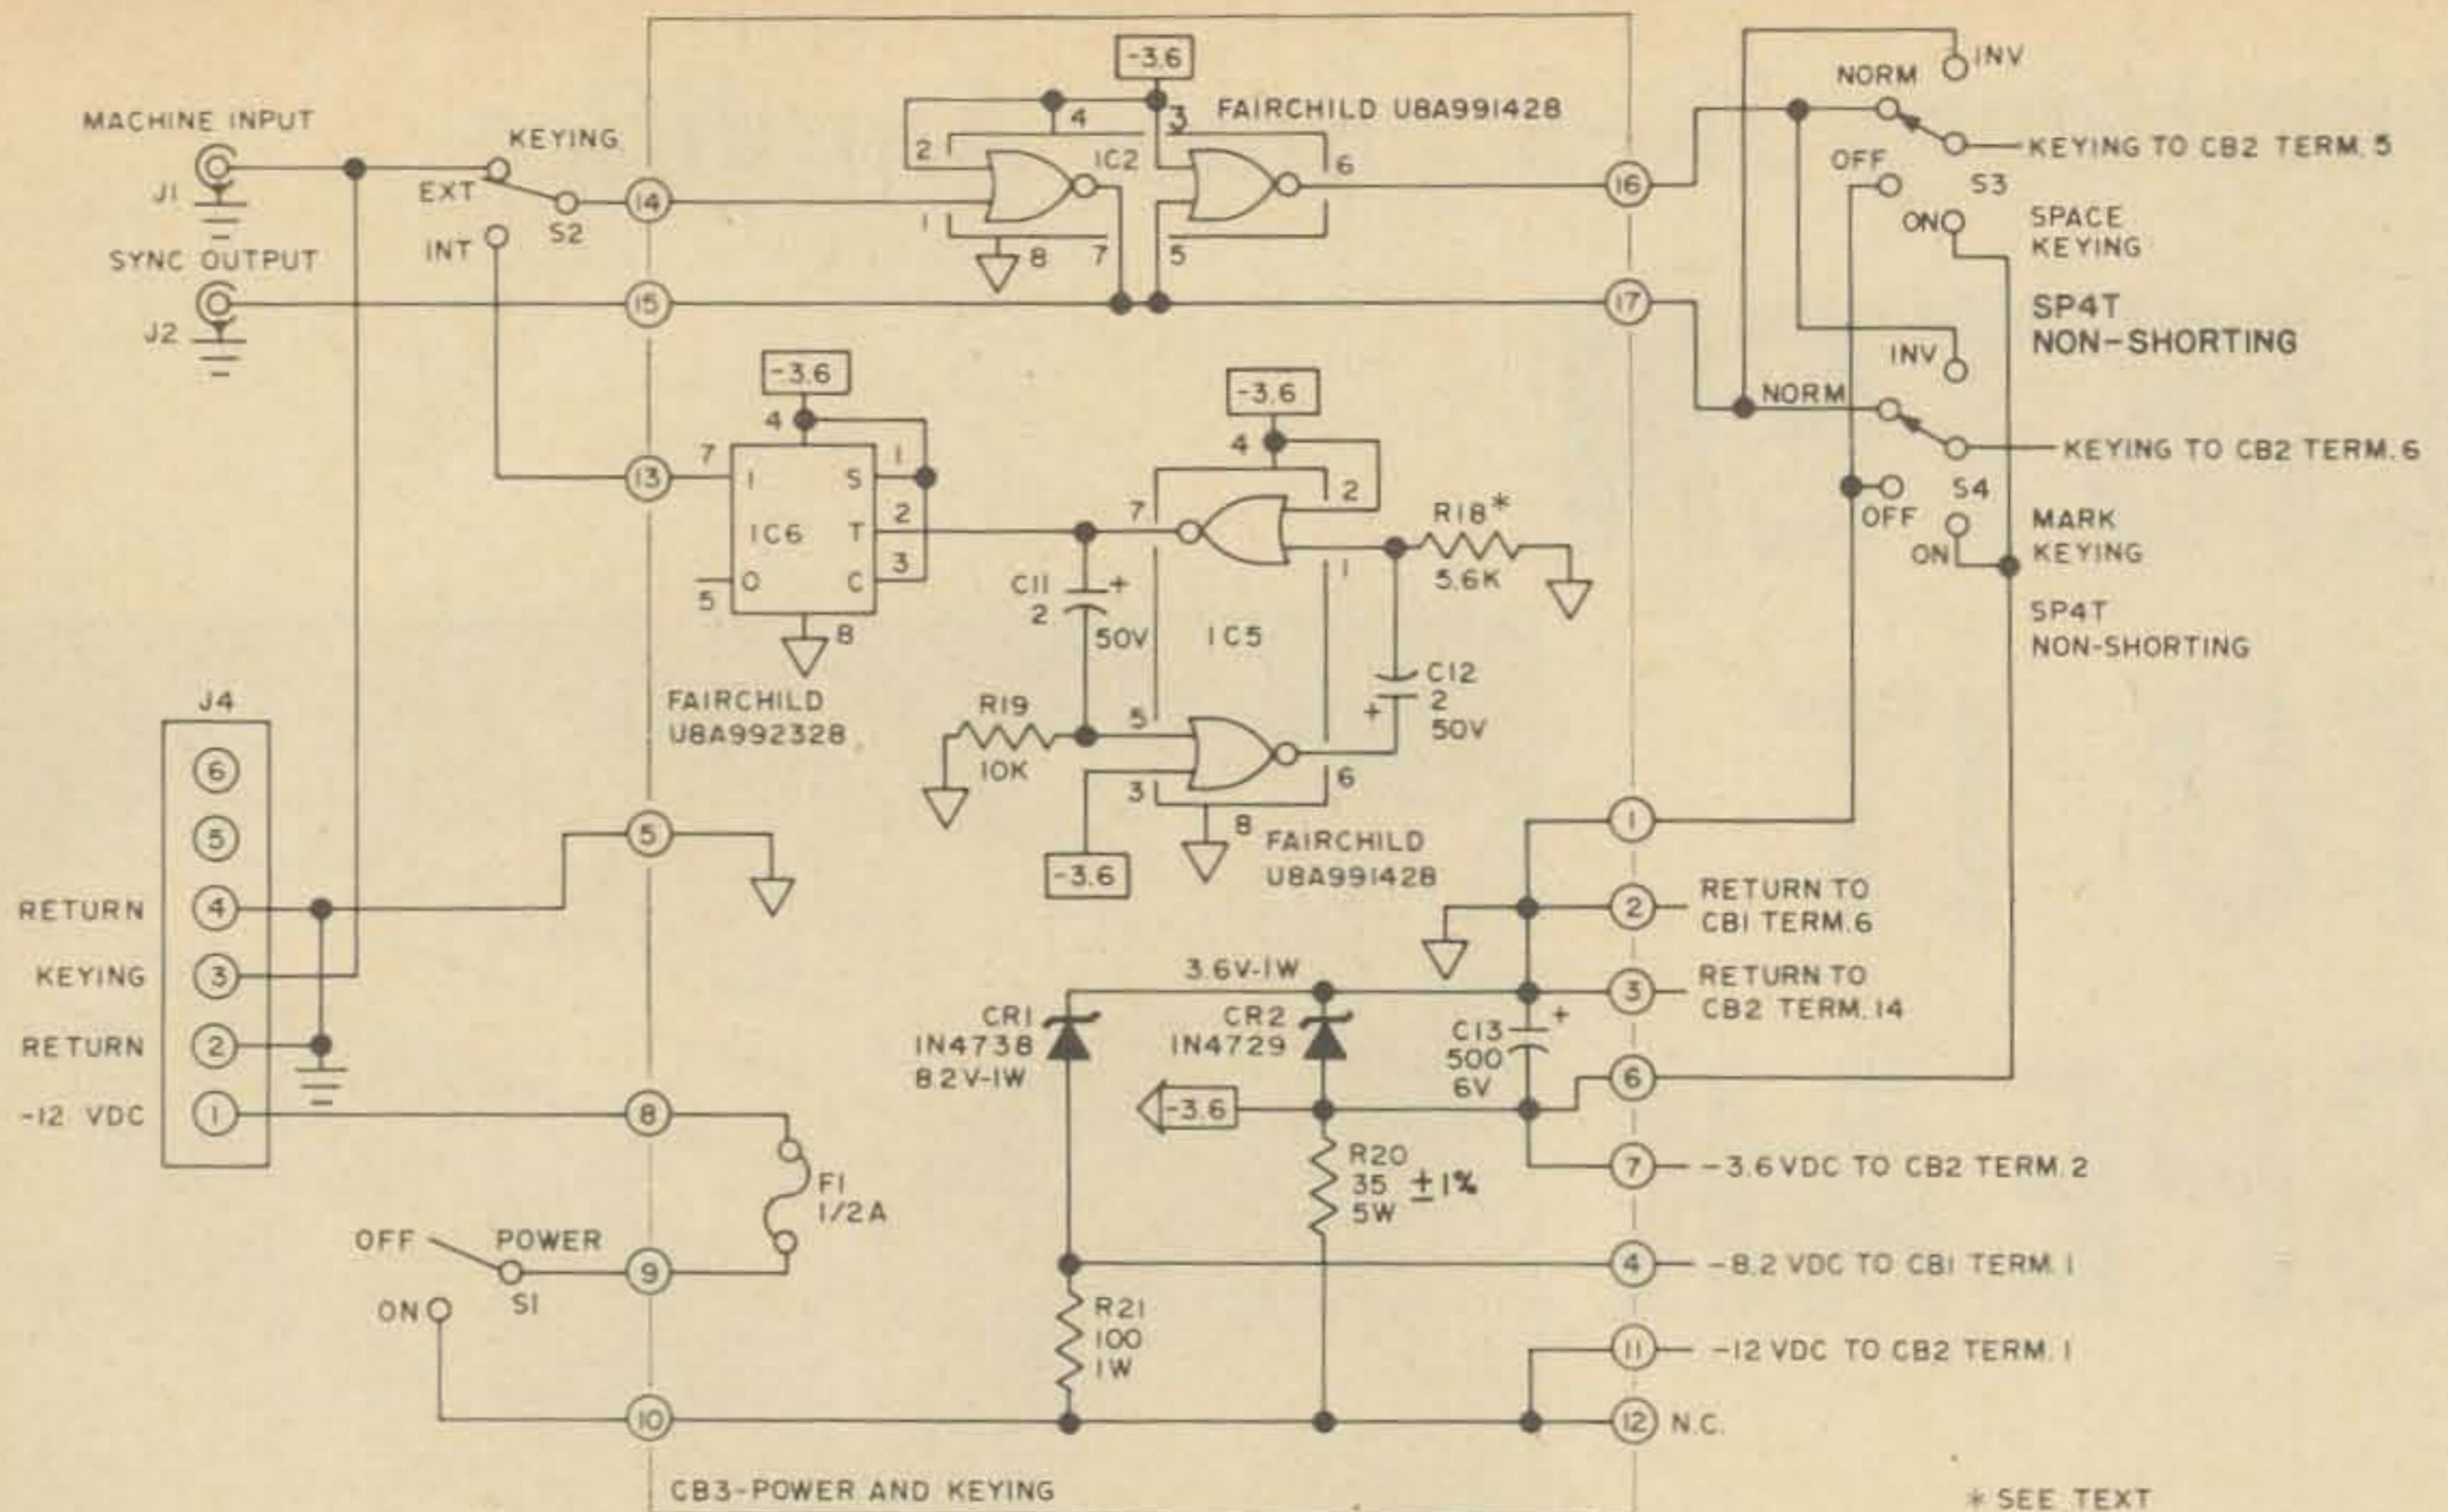 MACHINE INPUT
J1
SYNC OUTPUT
J2
KEYING
EXT
INT
S2
14
15
13
-3.6
FAIRCHILD U8A991428
2
4
3
IC2
6
1
8
7
5
16
17
NORM
INV
KEYING TO CB2 TERM. 5
OFF
S3
ON
SPACE
KEYING
SP4T
NON-SHORTING
INV
NORM
KEYING TO CB2 TERM. 6
S4
OFF
MARK
ON
KEYING
SP4T
NON-SHORTING
-3.6
4
7
1
1
S
2
IC6
T
3
5
O
C
8
FAIRCHILD
U8A992328
-3.6
4
7
2
R18*
5.6K
1
C11
2
50V
+
IC5
C12
2
50V
+
R19
10K
5
3
6
8
-3.6
FAIRCHILD
U8A991428
J4
6
5
RETURN
4
KEYING
3
RETURN
2
-12 VDC
1
5
8
9
10
OFF
POWER
ON
S1
F1
1/2A
3.6V-1W
CR1
1N4738
8.2V-1W
CR2
1N4729
C13
500
6V
+
-3.6
R20
35 ±1%
5W
R21
100
1W
1
2
RETURN TO
CB1 TERM. 6
3
RETURN TO
CB2 TERM. 14
6
7
-3.6 VDC TO CB2 TERM. 2
4
-8.2 VDC TO CB1 TERM. 1
11
-12 VDC TO CB2 TERM. 1
12
N.C.
CB3-POWER AND KEYING
* SEE TEXT